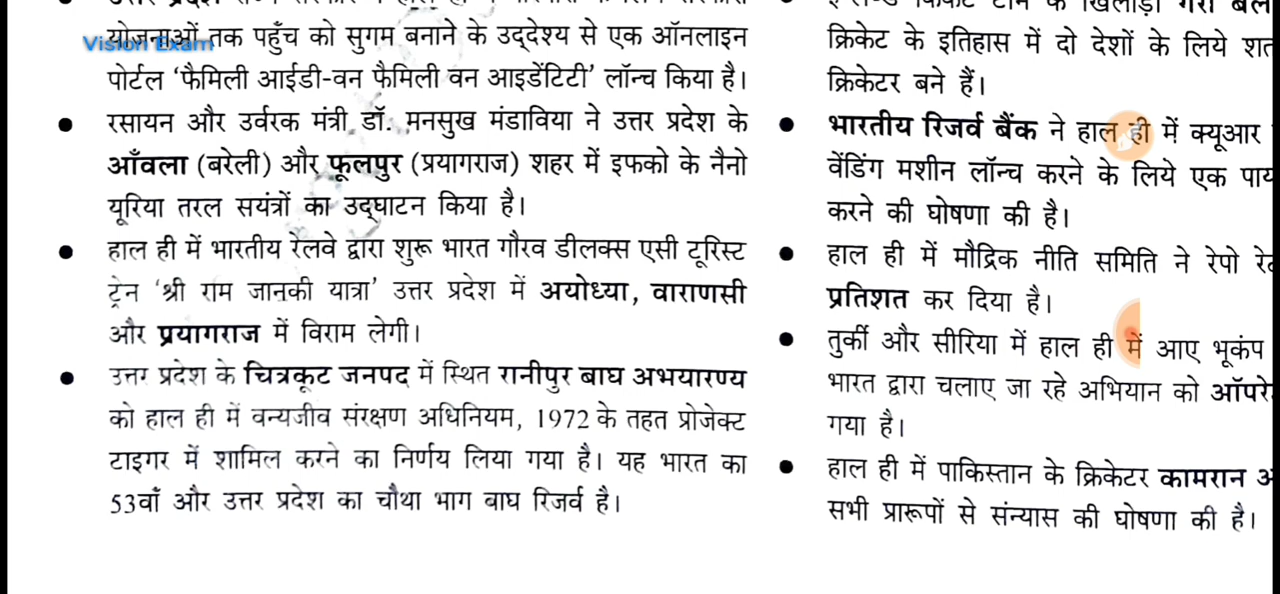 योजनाओं तक पहुँच को सुगम बनाने के उद्देश्य से एक ऑनलाइन
Vision Exam
पोर्टल ‘फैमिली आईडी-वन फैमिली वन आइडेंटिटी’ लॉन्च किया है।
● रसायन और उर्वरक मंत्री डॉ. मनसुख मंडाविया ने उत्तर प्रदेश के
आँवला (बरेली) और फूलपुर (प्रयागराज) शहर में इफको के नैनो
यूरिया तरल सयंत्रों का उद्घाटन किया है।
● हाल ही में भारतीय रेलवे द्वारा शुरू भारत गौरव डीलक्स एसी टूरिस्ट
ट्रेन ‘श्री राम जानकी यात्रा’ उत्तर प्रदेश में अयोध्या, वाराणसी
और प्रयागराज में विराम लेगी।
● उत्तर प्रदेश के चित्रकूट जनपद में स्थित रानीपुर बाघ अभयारण्य
को हाल ही में वन्यजीव संरक्षण अधिनियम, 1972 के तहत प्रोजेक्ट
टाइगर में शामिल करने का निर्णय लिया गया है। यह भारत का
53वाँ और उत्तर प्रदेश का चौथा भाग बाघ रिजर्व है।
क्रिकेट के इतिहास में दो देशों के लिये
क्रिकेटर बने हैं।
● भारतीय रिजर्व बैंक ने हाल ही में क्यूआर
वेंडिंग मशीन लॉन्च करने के लिये एक
करने की घोषणा की है।
● हाल ही में मौद्रिक नीति समिति ने रेपो
प्रतिशत कर दिया है।
● तुर्की और सीरिया में हाल ही में आए भूकंप
भारत द्वारा चलाए जा रहे अभियान को
गया है।
● हाल ही में पाकिस्तान के क्रिकेटर कामरान
सभी प्रारूपों से संन्यास की घोषणा की है।